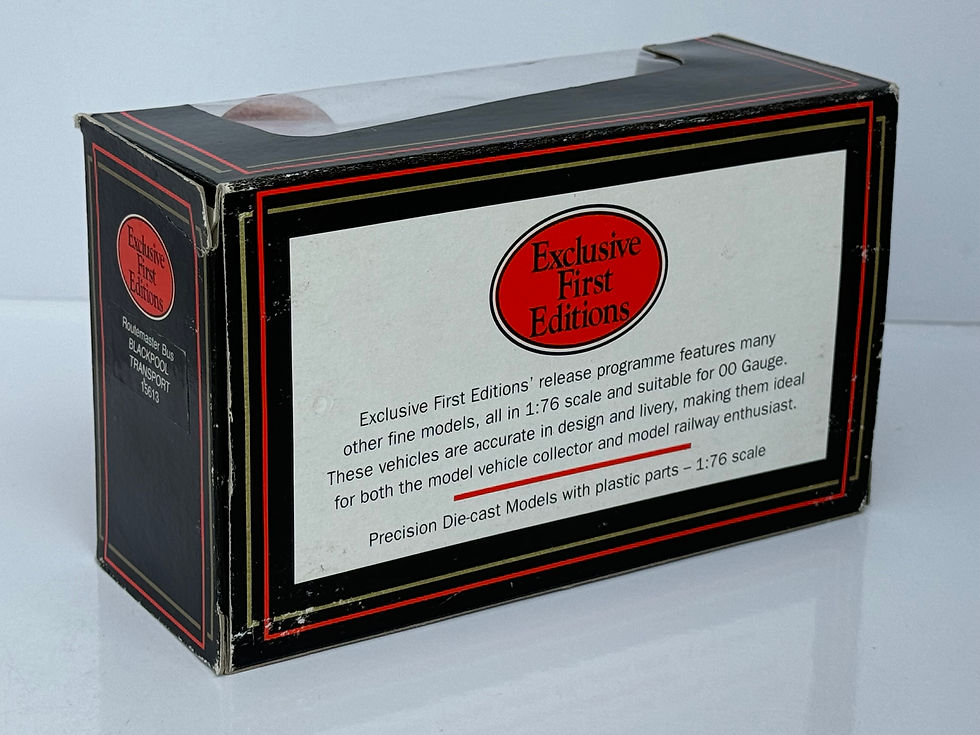 Exclusive
First
Editions
Routemaster Bus
BLACKPOOL
TRANSPORT
15613
Exclusive
First
Editions
Exclusive First Editions' release programme features many
other fine models, all in 1:76 scale and suitable for 00 Gauge.
These vehicles are accurate in design and livery, making them ideal
for both the model vehicle collector and model railway enthusiast.
Precision Die-cast Models with plastic parts – 1:76 scale